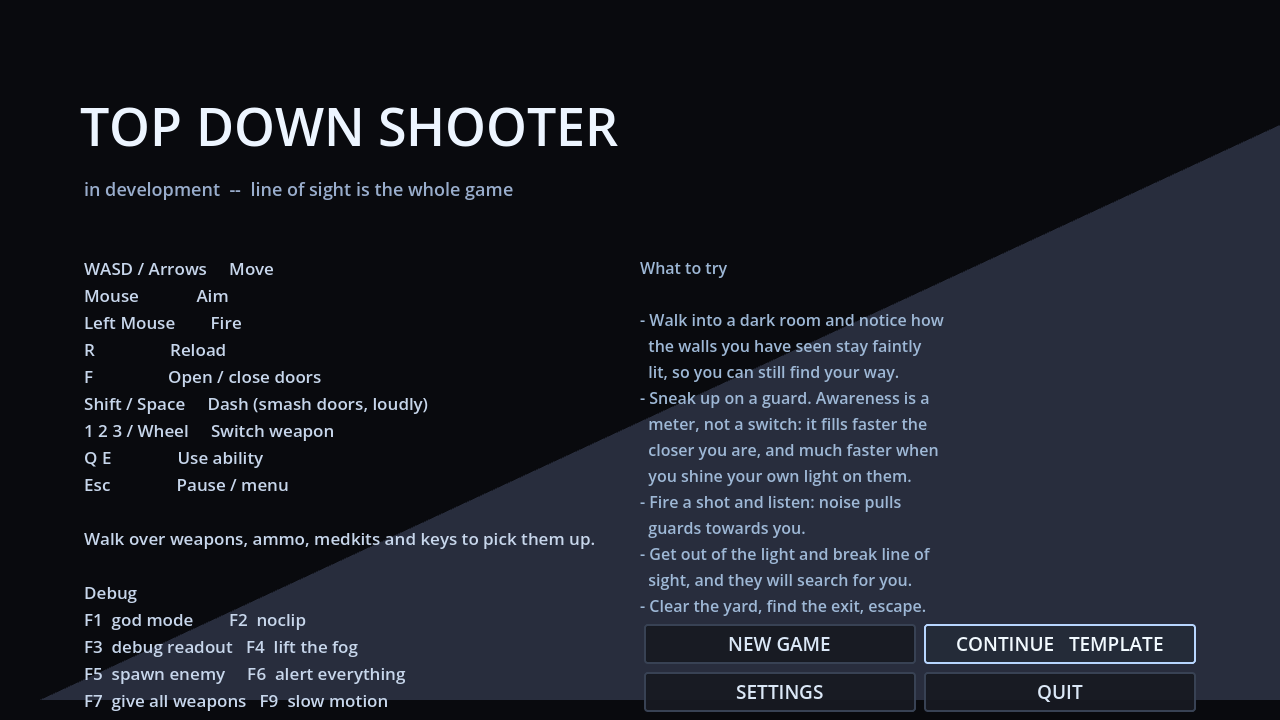 TOP DOWN SHOOTER
in development -- line of sight is the whole game
WASD / Arrows Move
Mouse Aim
Left Mouse Fire
R Reload
F Open / close doors
Shift / Space Dash (smash doors, loudly)
1 2 3 / Wheel Switch weapon
Q E Use ability
Esc Pause / menu
Walk over weapons, ammo, medkits and keys to pick them up.
Debug
F1 god mode F2 noclip
F3 debug readout F4 lift the fog
F5 spawn enemy F6 alert everything
F7 give all weapons F9 slow motion
What to try
- Walk into a dark room and notice how
the walls you have seen stay faintly
lit, so you can still find your way.
- Sneak up on a guard. Awareness is a
meter, not a switch: it fills faster the
closer you are, and much faster when
you shine your own light on them.
- Fire a shot and listen: noise pulls
guards towards you.
- Get out of the light and break line of
sight, and they will search for you.
- Clear the yard, find the exit, escape.
NEW GAME
CONTINUE TEMPLATE
SETTINGS
QUIT